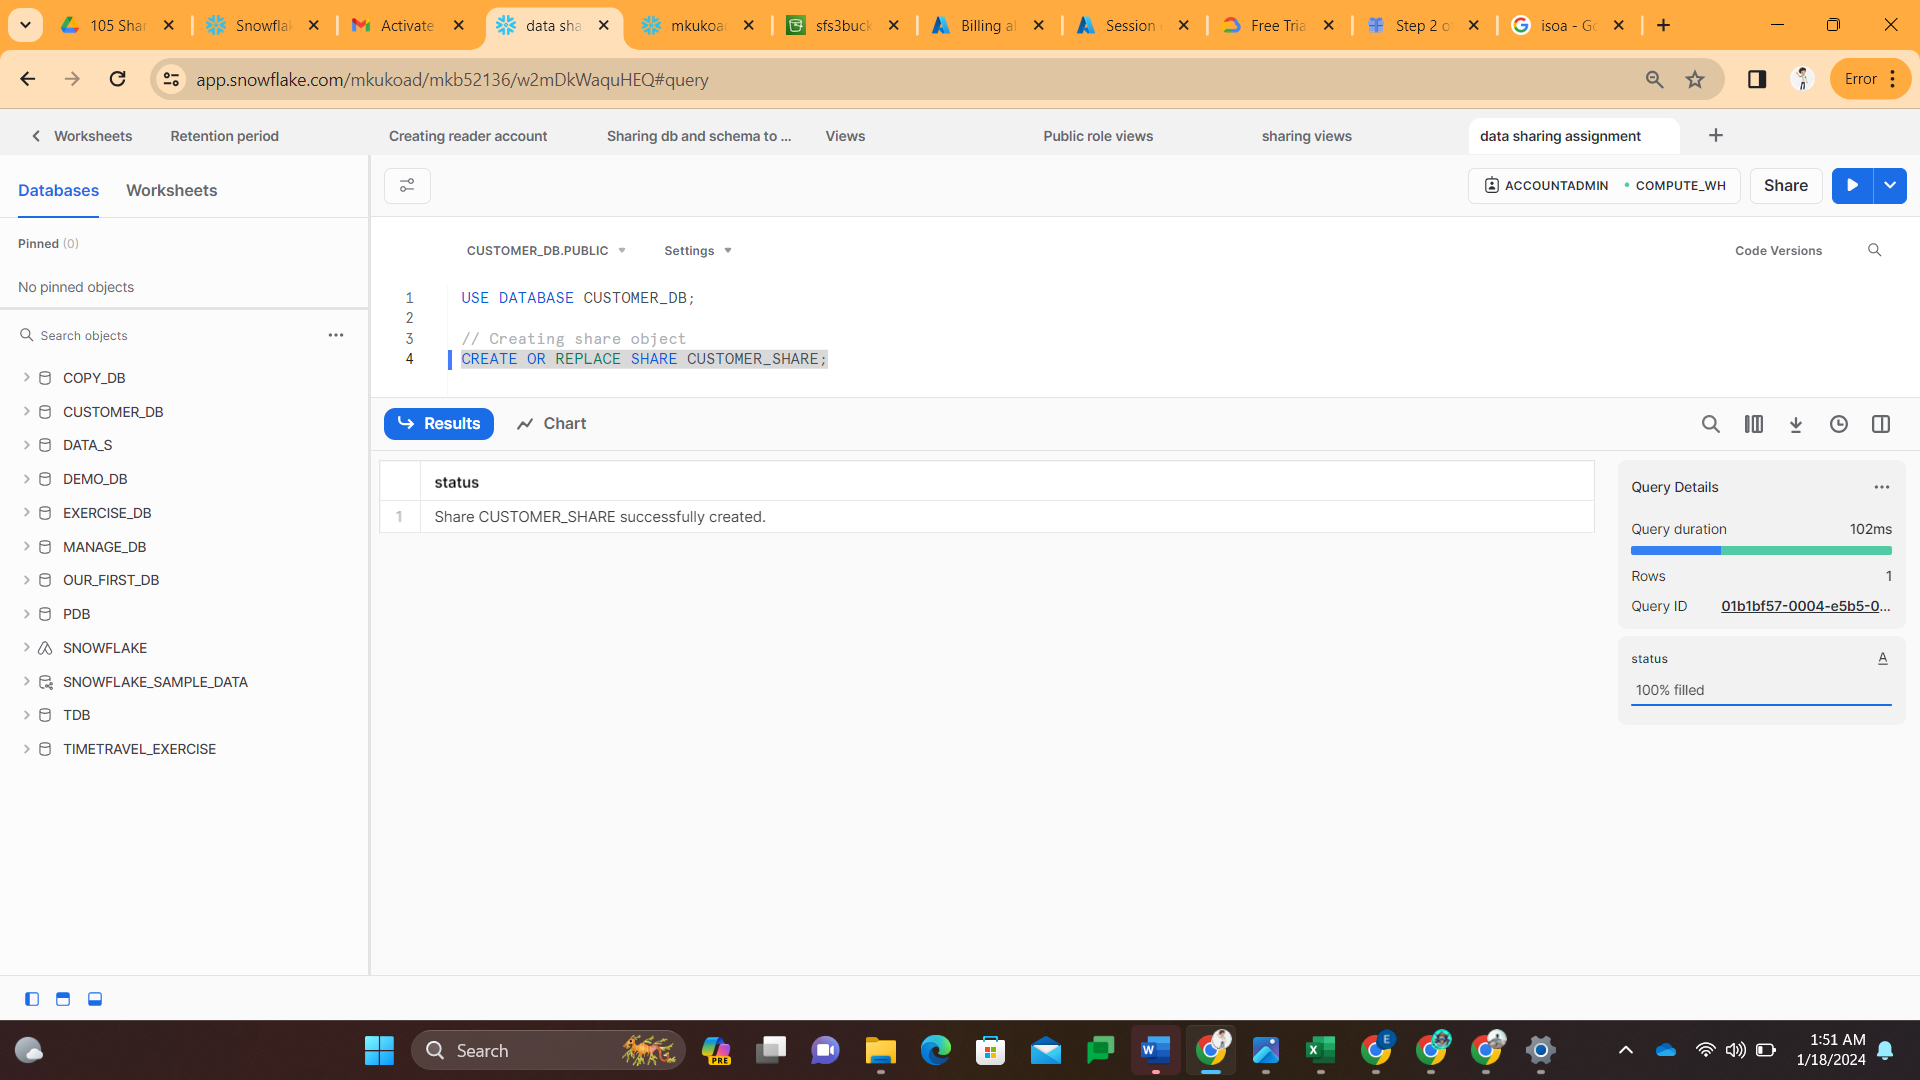 105 Shar
Snowflak
Activate
data sha
mkukoad
sfs3buck
Billing al
Session
Free Tria
Step 2 o
isoa - Go
app.snowflake.com/mkukoad/mkb52136/w2mDkWaquHEQ#query
Error
Worksheets
Retention period
Creating reader account
Sharing db and schema to ...
Views
Public role views
sharing views
data sharing assignment
Databases
Worksheets
ACCOUNTADMIN
COMPUTE_WH
Share
Pinned (0)
No pinned objects
CUSTOMER_DB.PUBLIC
Settings
Code Versions
1 USE DATABASE CUSTOMER_DB;
2
3 // Creating share object
4 CREATE OR REPLACE SHARE CUSTOMER_SHARE;
Search objects
COPY_DB
CUSTOMER_DB
DATA_S
DEMO_DB
EXERCISE_DB
MANAGE_DB
OUR_FIRST_DB
PDB
SNOWFLAKE
SNOWFLAKE_SAMPLE_DATA
TDB
TIMETRAVEL_EXERCISE
Results
Chart
status
1 Share CUSTOMER_SHARE successfully created.
Query Details
Query duration 102ms
Rows 1
Query ID 01b1bf57-0004-e5b5-0...
status A
100% filled
Search
PRE
W
X
E
1:51 AM
1/18/2024